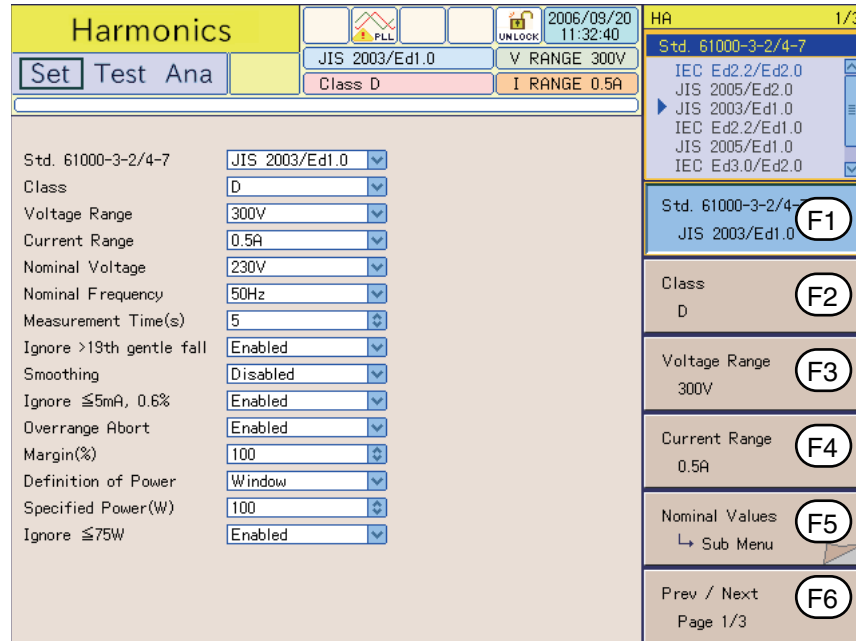 Harmonics
PLL
UNLOCK
2006/09/20
11:32:40
JIS 2003/Ed1.0
V RANGE 300V
Set Test Ana
Class D
I RANGE 0.5A
Std. 61000-3-2/4-7 JIS 2003/Ed1.0
Class D
Voltage Range 300V
Current Range 0.5A
Nominal Voltage 230V
Nominal Frequency 50Hz
Measurement Time(s) 5
Ignore >19th gentle fall Enabled
Smoothing Disabled
Ignore ≦5mA, 0.6% Enabled
Overrange Abort Enabled
Margin(%) 100
Definition of Power Window
Specified Power(W) 100
Ignore ≦75W Enabled
HA 1/3
Std. 61000-3-2/4-7
IEC Ed2.2/Ed2.0
JIS 2005/Ed2.0
JIS 2003/Ed1.0
IEC Ed2.2/Ed1.0
JIS 2005/Ed1.0
IEC Ed3.0/Ed2.0
Std. 61000-3-2/4-7
F1
JIS 2003/Ed1.0
Class
F2
D
Voltage Range
F3
300V
Current Range
F4
0.5A
Nominal Values
F5
↳ Sub Menu
Prev / Next
F6
Page 1/3